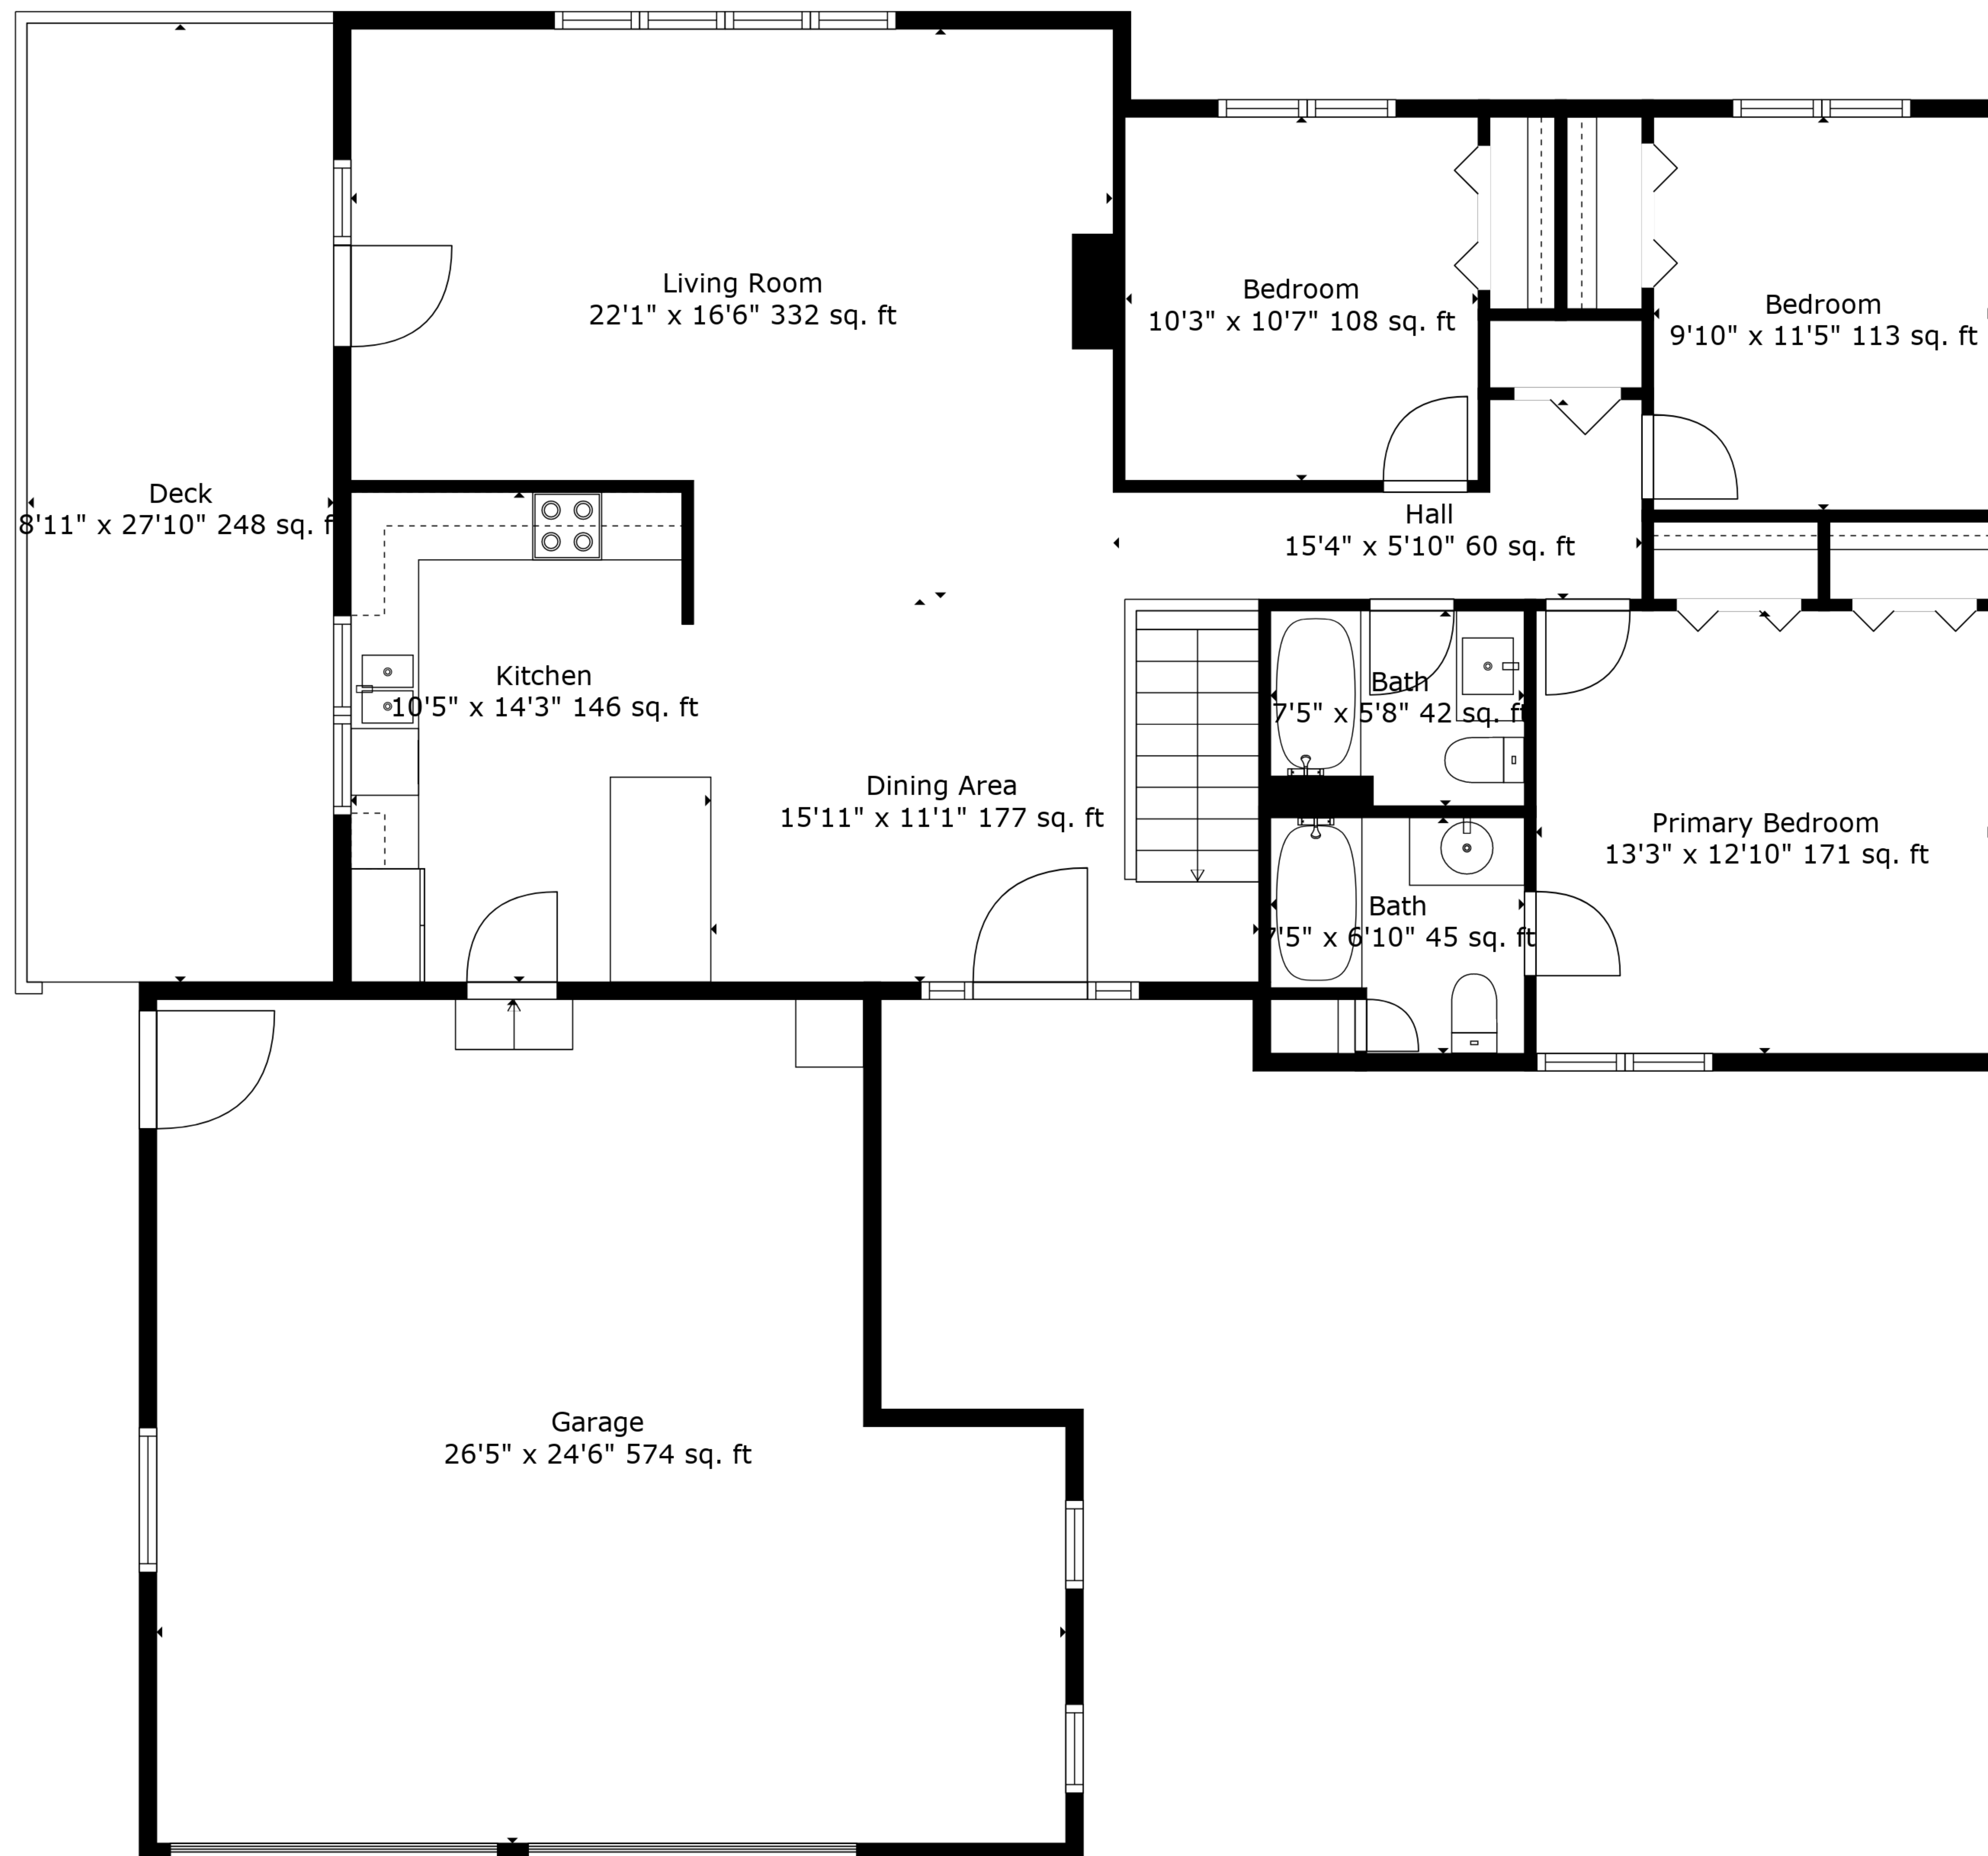 Living Room
22'1" x 16'6" 332 sq. ft
Bedroom
10'3" x 10'7" 108 sq. ft
Bedroom
9'10" x 11'5" 113 sq. ft
Deck
8'11" x 27'10" 248 sq. f
Hall
15'4" x 5'10" 60 sq. ft
Kitchen
10'5" x 14'3" 146 sq. ft
Bath
7'5" x 5'8" 42 sq. ft
Dining Area
15'11" x 11'1" 177 sq. ft
Primary Bedroom
13'3" x 12'10" 171 sq. ft
Bath
7'5" x 6'10" 45 sq. ft
Garage
26'5" x 24'6" 574 sq. ft